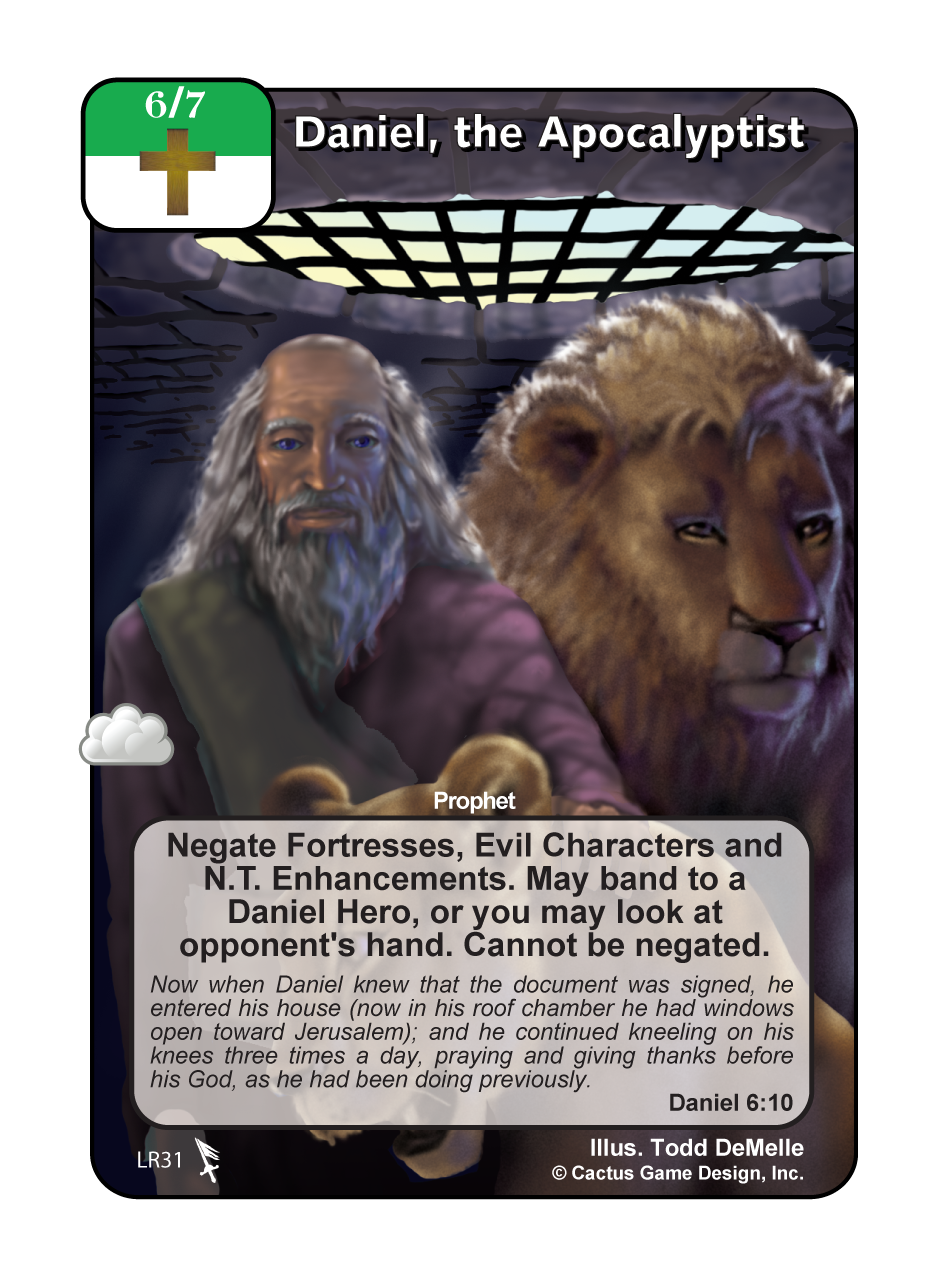 6/7
Daniel, the Apocalyptist
Prophet
Negate Fortresses, Evil Characters and
N.T. Enhancements. May band to a
Daniel Hero, or you may look at
opponent's hand. Cannot be negated.
Now when Daniel knew that the document was signed, he
entered his house (now in his roof chamber he had windows
open toward Jerusalem); and he continued kneeling on his
knees three times a day, praying and giving thanks before
his God, as he had been doing previously.
Daniel 6:10
LR31
Illus. Todd DeMelle
© Cactus Game Design, Inc.